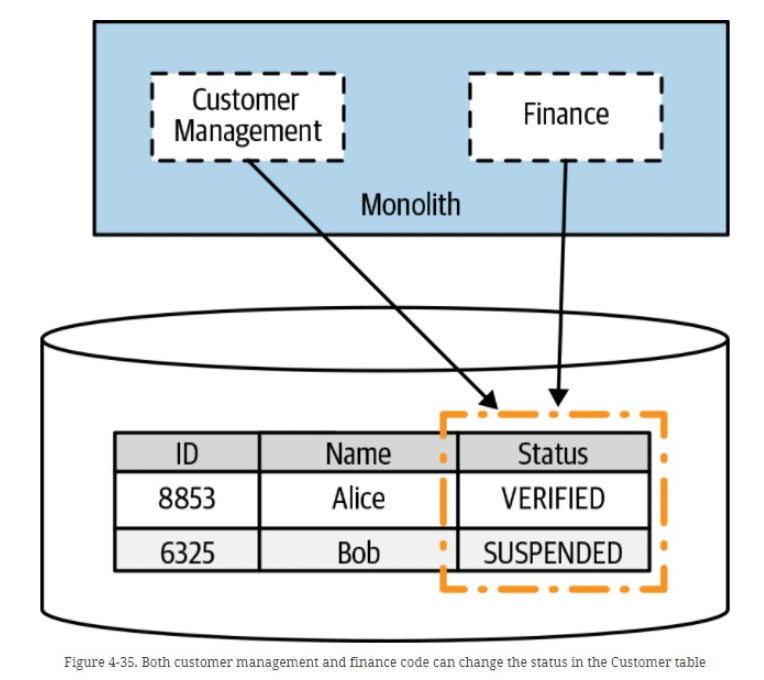 Customer
Management
Finance
Monolith
ID Name Status
8853 Alice VERIFIED
6325 Bob SUSPENDED
Figure 4-35. Both customer management and finance code can change the status in the Customer table